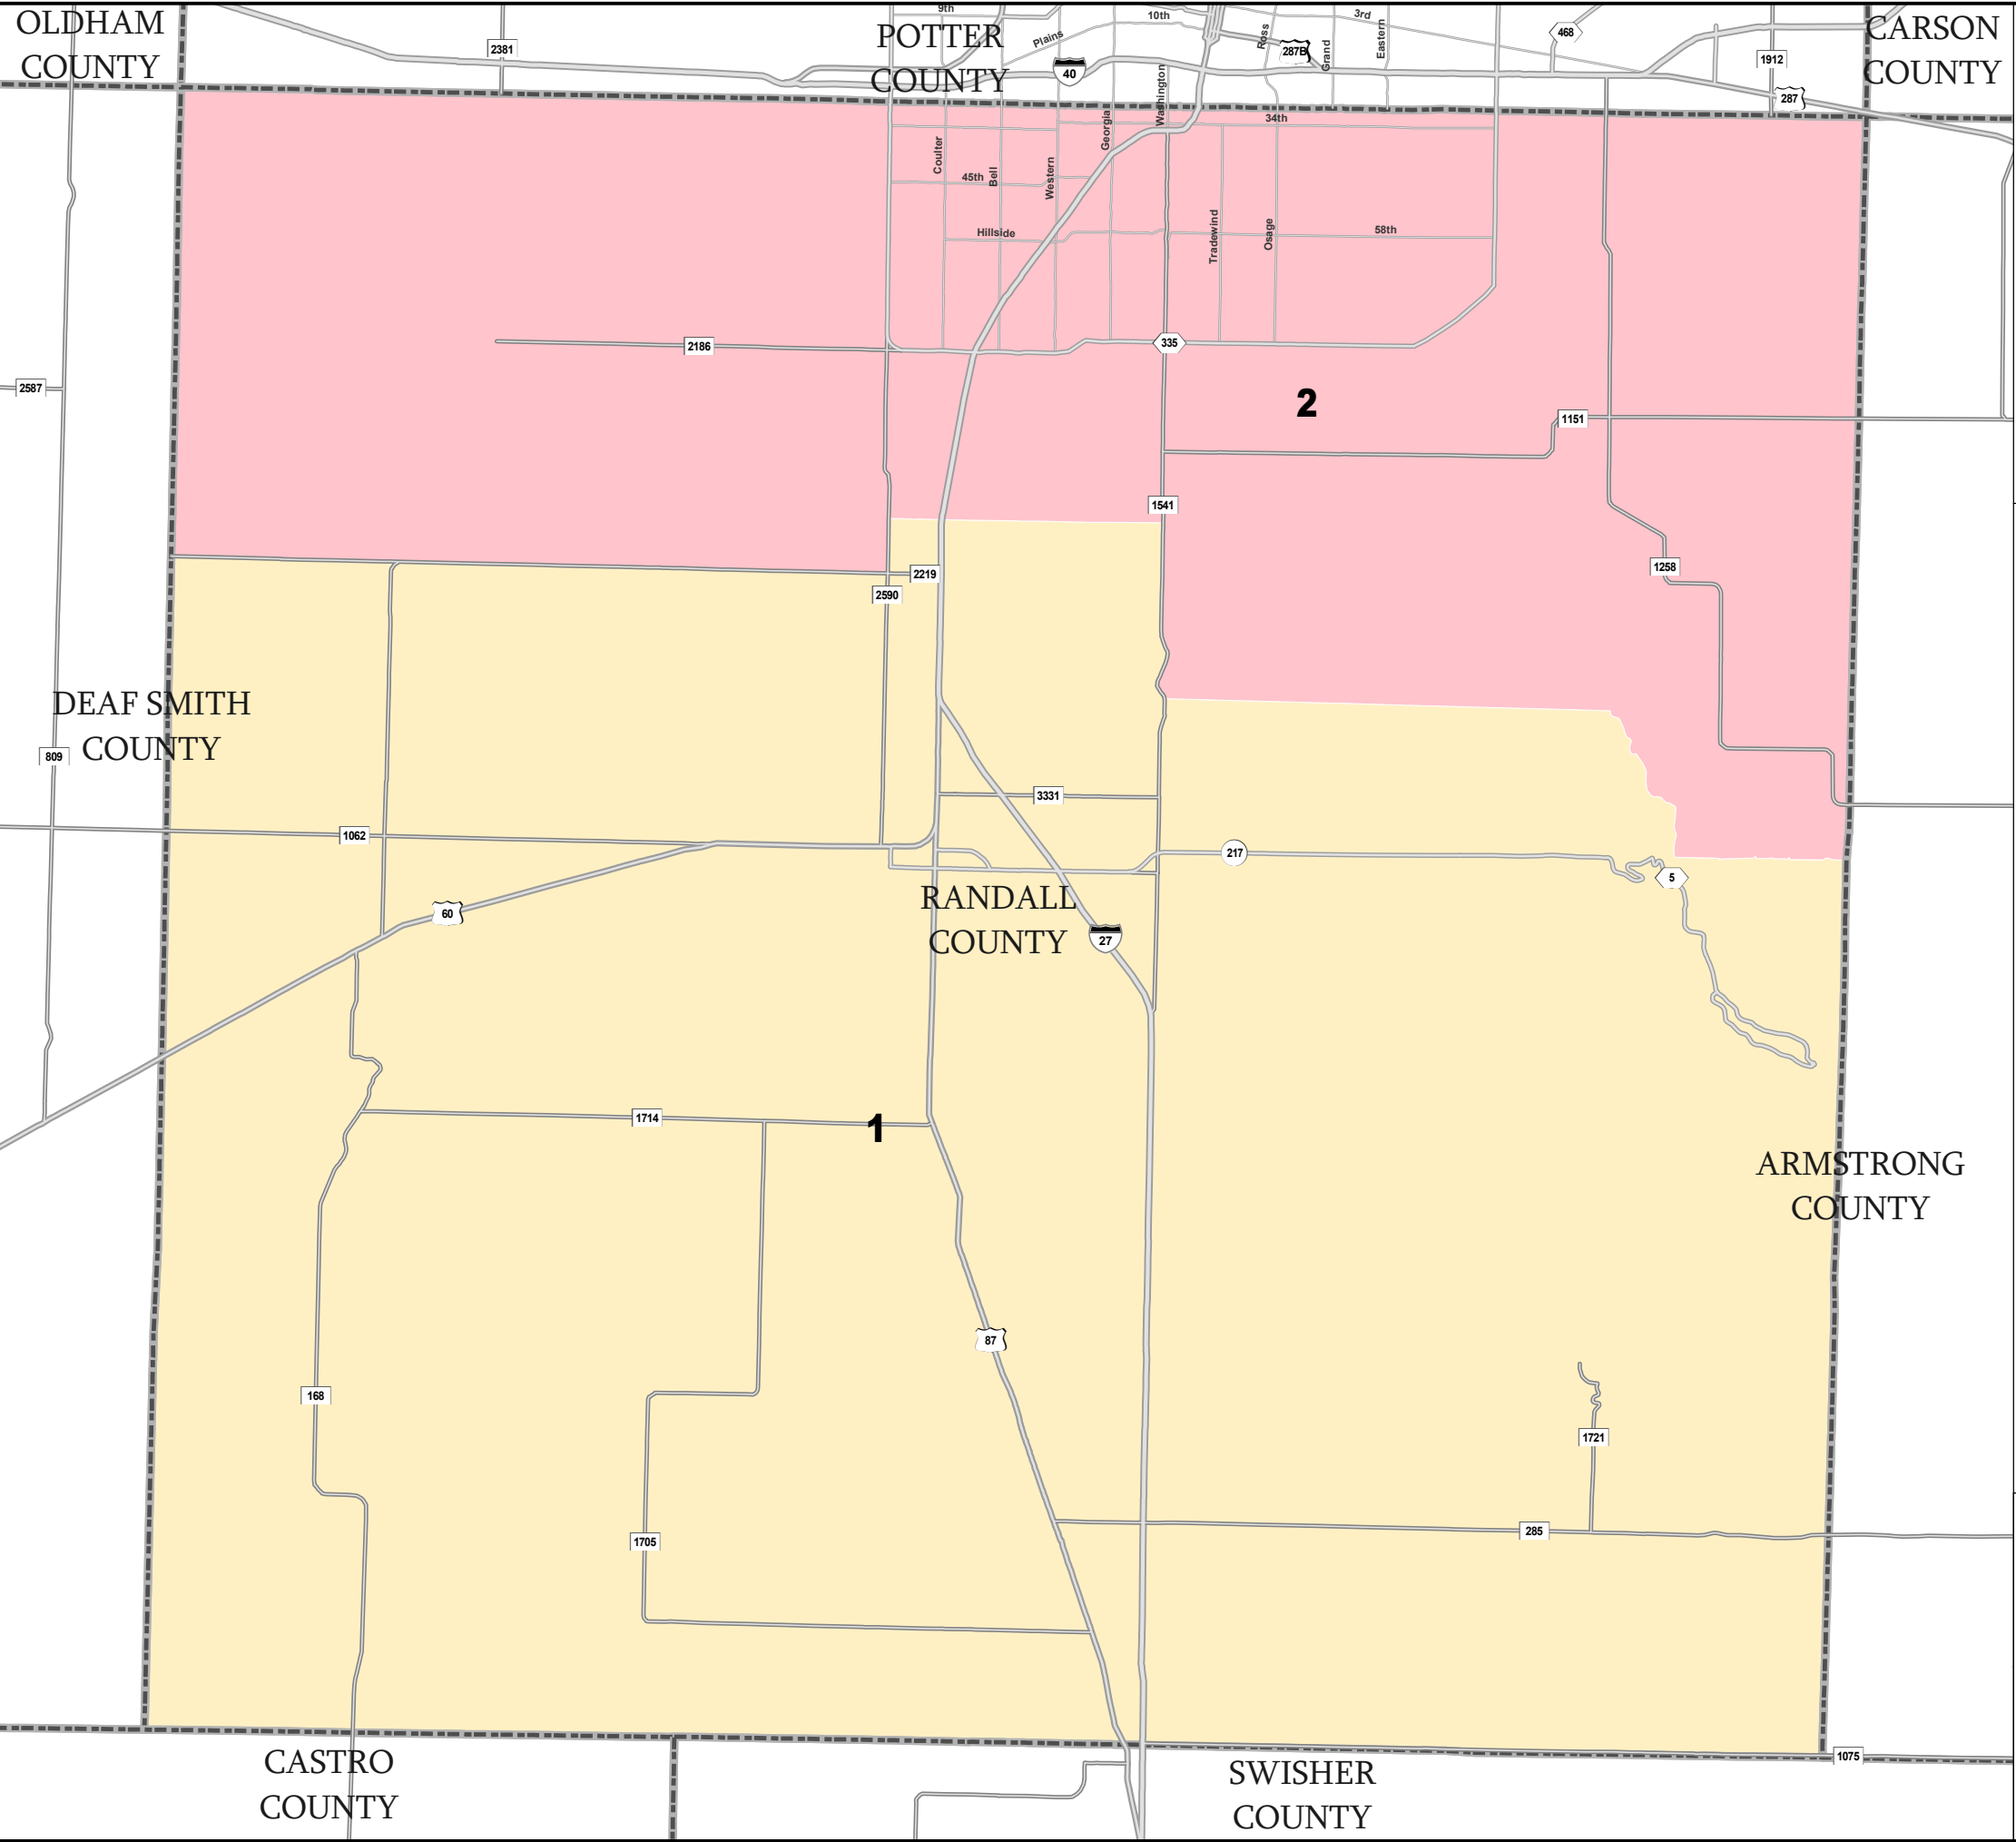 OLDHAM
COUNTY
POTTER
COUNTY
CARSON
COUNTY
9th
10th
3rd
Plains
Ross
Grand
Eastern
Washington
2381
40
287B
468
1912
287
34th
Georgia
Coulter
Bell
Western
45th
Hillside
Tradewind
Osage
58th
2186
335
2587
2
1151
1541
2219
2590
1258
DEAF SMITH
COUNTY
809
3331
1062
217
5
60
RANDALL
COUNTY
27
1714
1
ARMSTRONG
COUNTY
87
168
1721
1705
285
CASTRO
COUNTY
SWISHER
COUNTY
1075